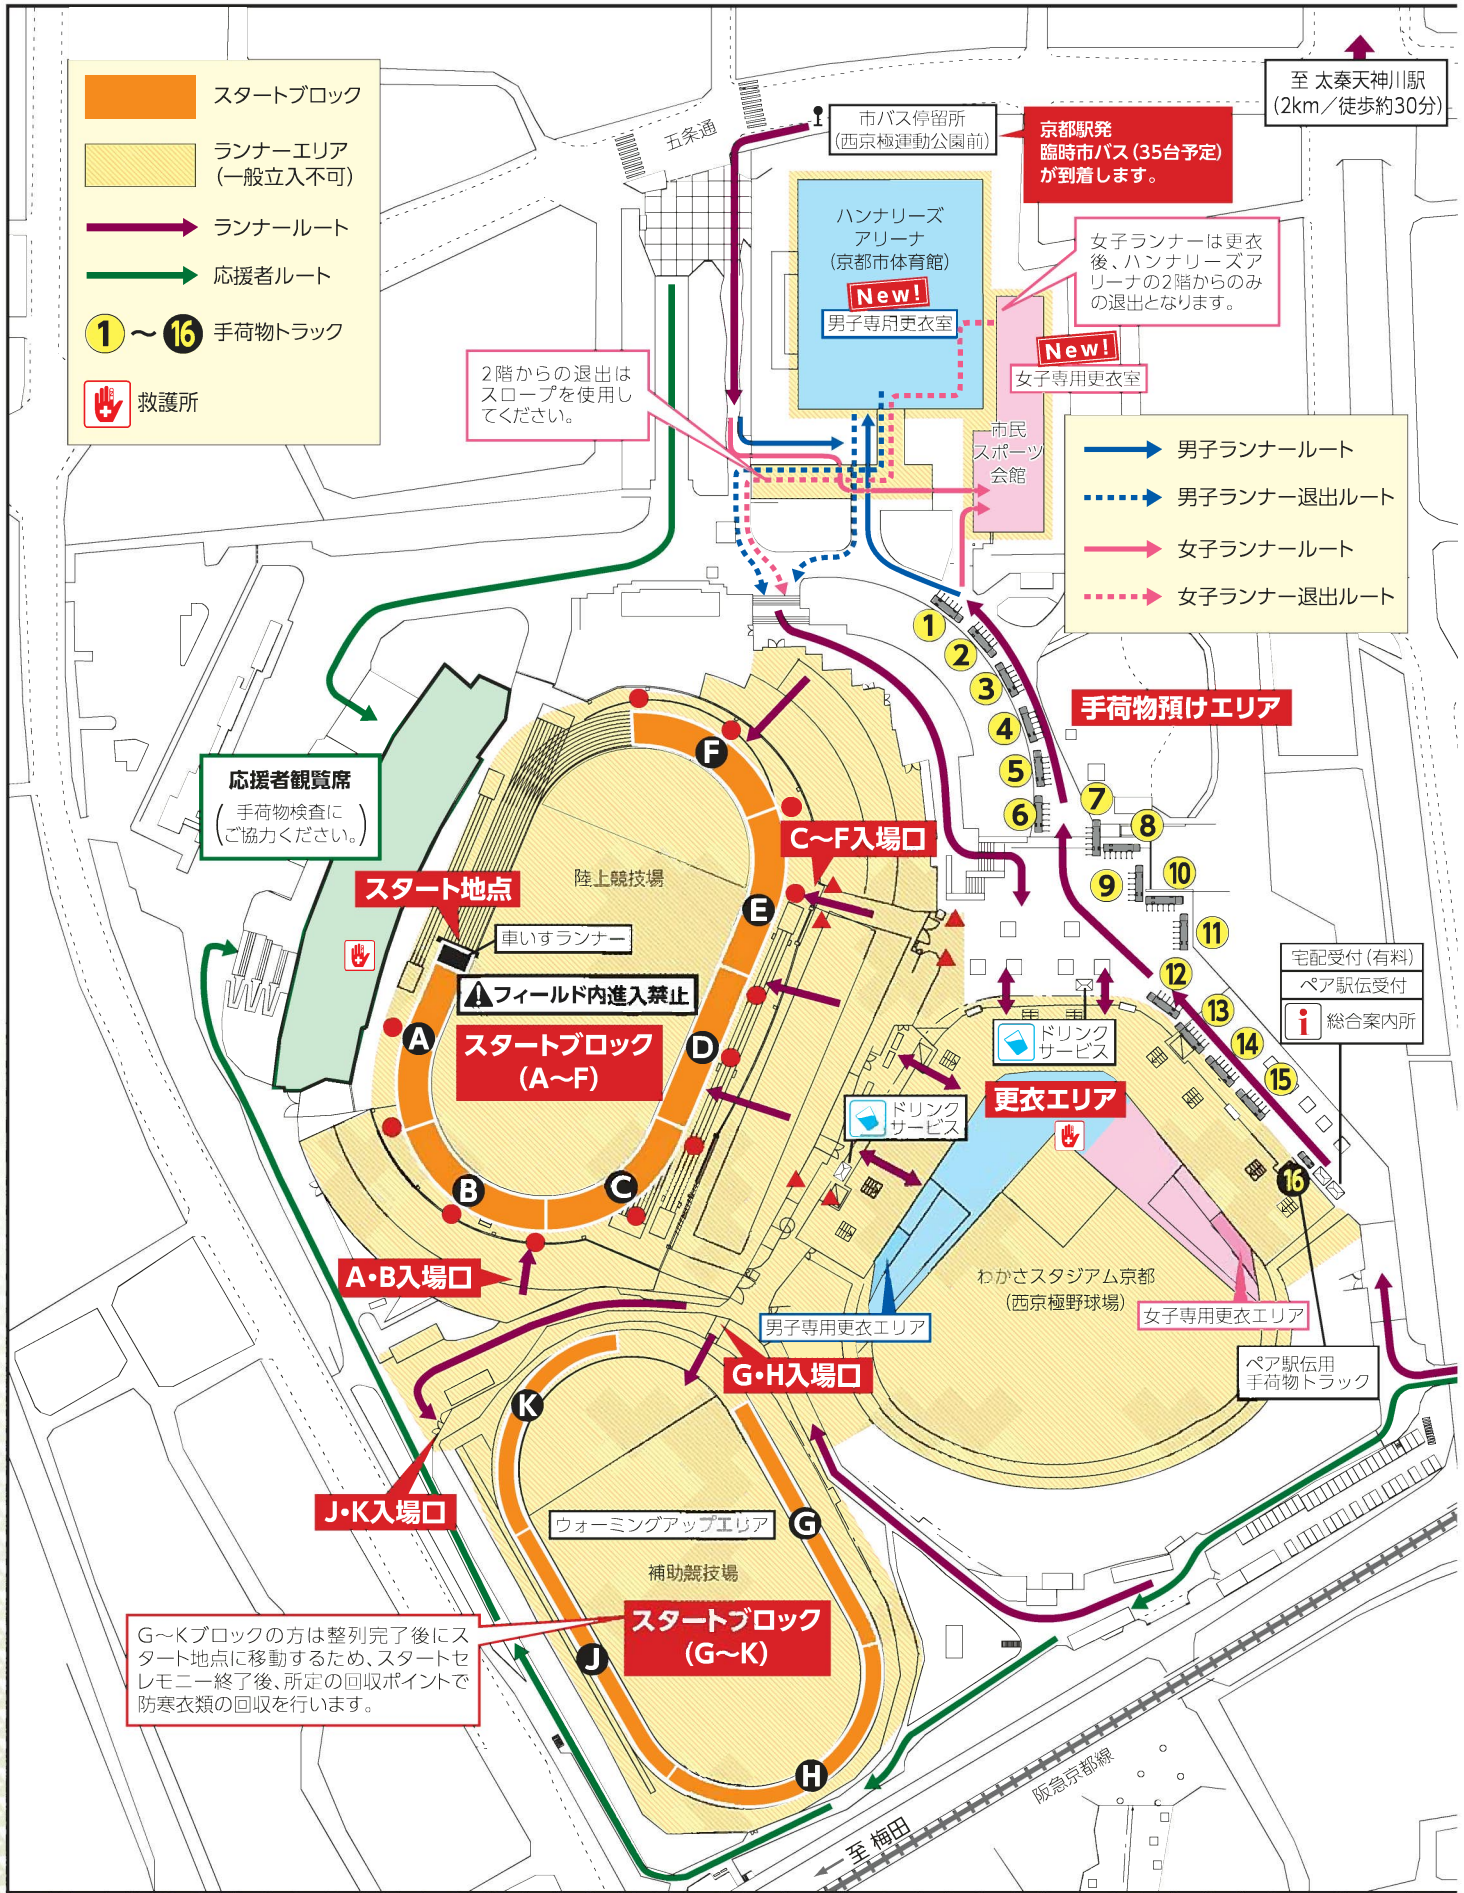 スタートブロック
ランナーエリア
(一般立入不可)
ランナールート
応援者ルート
1～16 手荷物トラック
救護所
五条通
市バス停留所
(西京極運動公園前)
京都駅発
臨時市バス(35台予定)
が到着します。
至 太秦天神川駅
(2km／徒歩約30分)
ハンナリーズ
アリーナ
(京都市体育館)
New!
男子専用更衣室
女子ランナーは更衣
後、ハンナリーズア
リーナの2階からのみ
の退出となります。
New!
女子専用更衣室
市民
スポーツ
会館
2階からの退出は
スロープを使用し
てください。
男子ランナールート
男子ランナー退出ルート
女子ランナールート
女子ランナー退出ルート
1
2
3
4
5
6
7
8
9
10
11
12
13
14
15
16
手荷物預けエリア
応援者観覧席
(手荷物検査に
ご協力ください。)
スタート地点
車いすランナー
陸上競技場
フィールド内進入禁止
スタートブロック
(A～F)
A
B
C
D
E
F
C～F入場口
A・B入場口
ドリンク
サービス
ドリンク
サービス
更衣エリア
宅配受付(有料)
ペア駅伝受付
i 総合案内所
わかさスタジアム京都
(西京極野球場)
男子専用更衣エリア
女子専用更衣エリア
ペア駅伝用
手荷物トラック
G・H入場口
J・K入場口
K
G
J
H
ウォーミングアップエリア
補助競技場
スタートブロック
(G～K)
G～Kブロックの方は整列完了後にス
タート地点に移動するため、スタートセ
レモニー終了後、所定の回収ポイントで
防寒衣類の回収を行います。
阪急京都線
←至 梅田